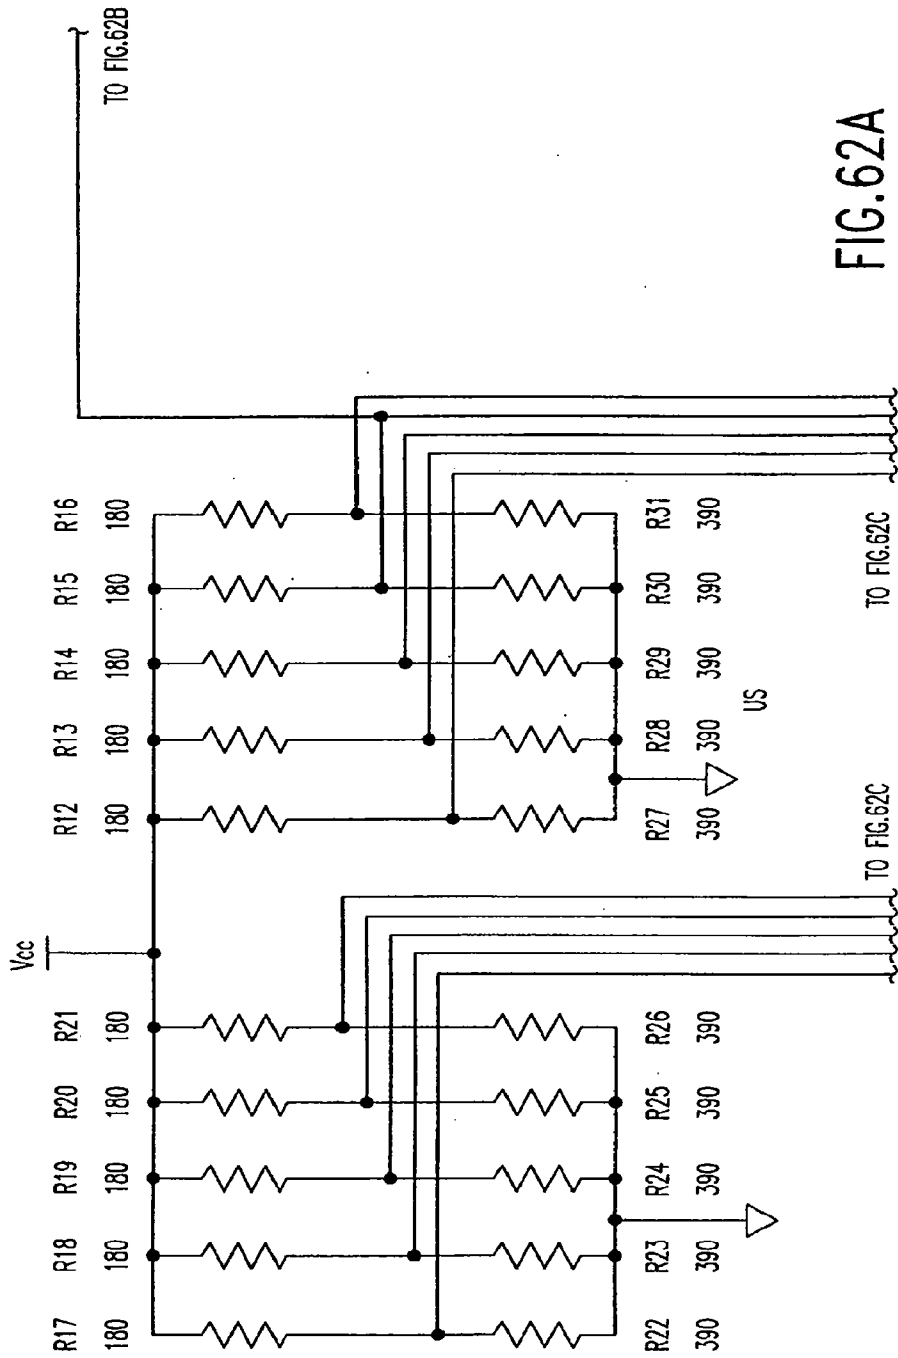 TO FIG.62B
Vcc
R17 R18 R19 R20 R21 R12 R13 R14 R15 R16
180 180 180 180 180 180 180 180 180 180
R22 R23 R24 R25 R26 R27 R28 R29 R30 R31
390 390 390 390 390 390 390 390 390 390
US
TO FIG.62C TO FIG.62C
FIG.62A